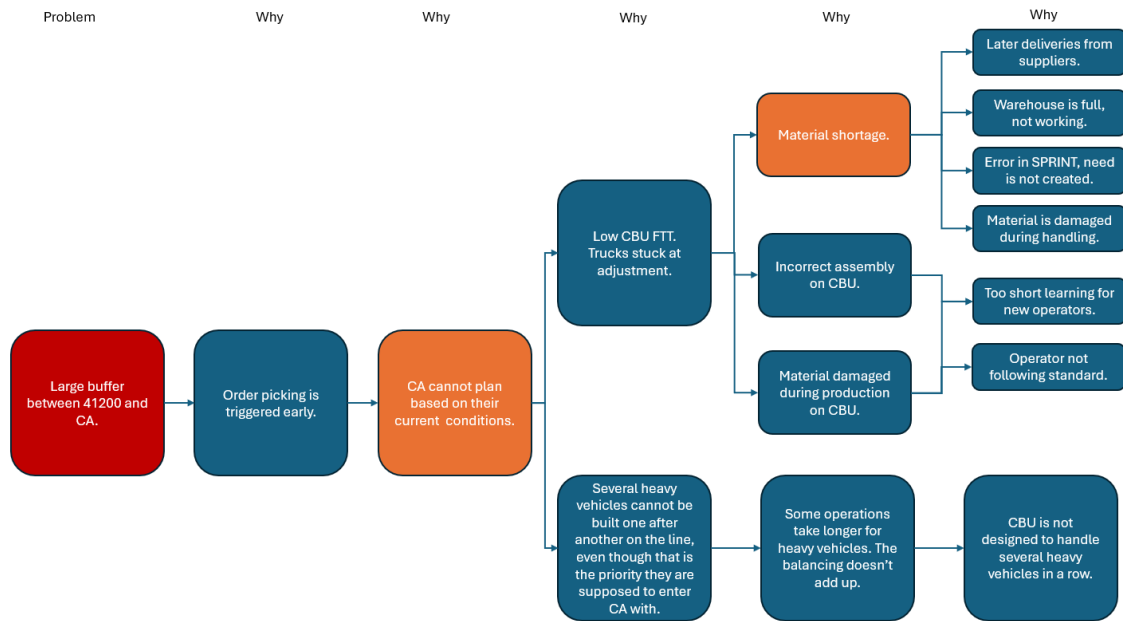 Problem
Why
Why
Why
Why
Why
Large buffer
between 41200 and
CA.
Order picking is
triggered early.
CA cannot plan
based on their
current conditions.
Low CBU FTT.
Trucks stuck at
adjustment.
Several heavy
vehicles cannot be
built one after
another on the line,
even though that is
the priority they are
supposed to enter
CA with.
Material shortage.
Incorrect assembly
on CBU.
Material damaged
during production
on CBU.
Some operations
take longer for
heavy vehicles. The
balancing doesn’t
add up.
Later deliveries from
suppliers.
Warehouse is full,
not working.
Error in SPRINT, need
is not created.
Material is damaged
during handling.
Too short learning for
new operators.
Operator not
following standard.
CBU is not
designed to handle
several heavy
vehicles in a row.